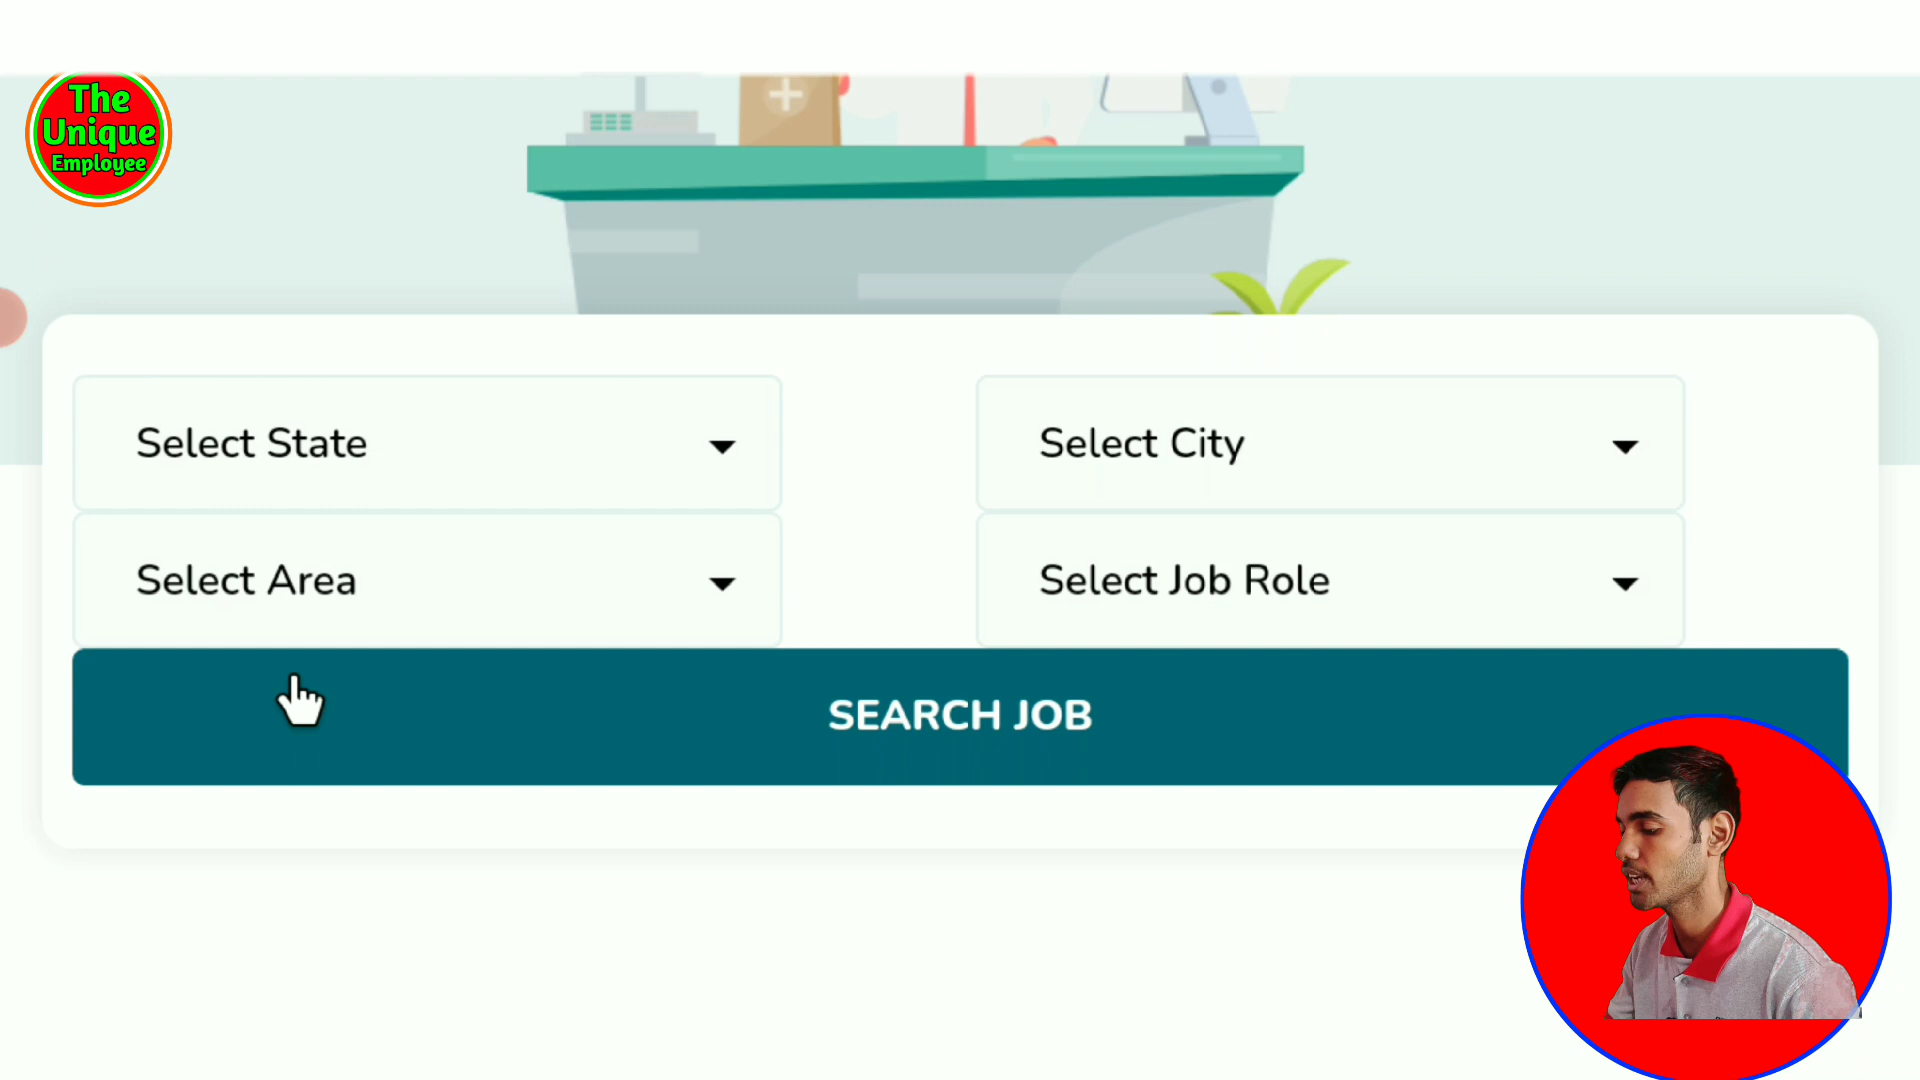 The
Unique
Employee
Select State
Select City
Select Area
Select Job Role
SEARCH JOB